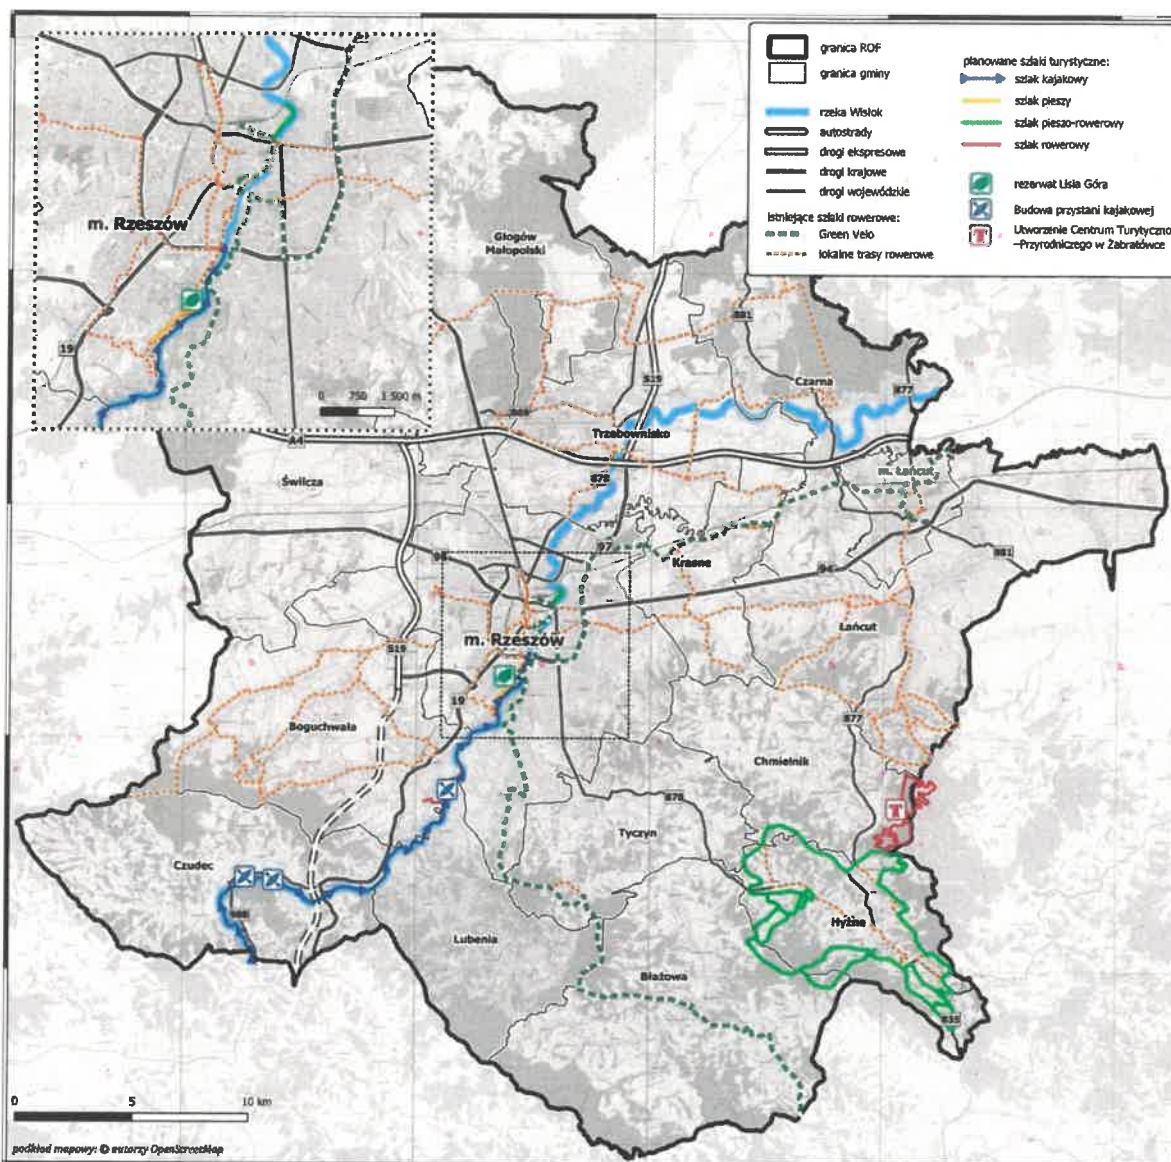 granica ROF
granica gminy
rzeka Wisłok
autostrady
drogi ekspresowe
drogi krajowe
drogi wojewódzkie
istniejące szlaki rowerowe:
Green Velo
lokalne trasy rowerowe
planowane szlaki turystyczne:
szlak kajakowy
szlak pieszy
szlak pieszo-rowerowy
szlak rowerowy
rezerwat Lisia Góra
Budowa przystani kajakowej
Utworzenie Centrum Turytyczno
–Przyrodniczego w Zabratówce
m. Rzeszów
19
0 750 1 500 m
Głogów
Małopolski
881
S19
Czarna
877
Trzebownisko
A4
Świlcza
878
m. Łańcut
97
Krasne
881
94
Łańcut
m. Rzeszów
S19
19
Boguchwała
877
Chmielnik
878
Tyczyn
Czudec
988
Hyżne
Lubenia
Błażowa
835
0 5 10 km
podkład mapowy: © autorzy OpenStreetMap